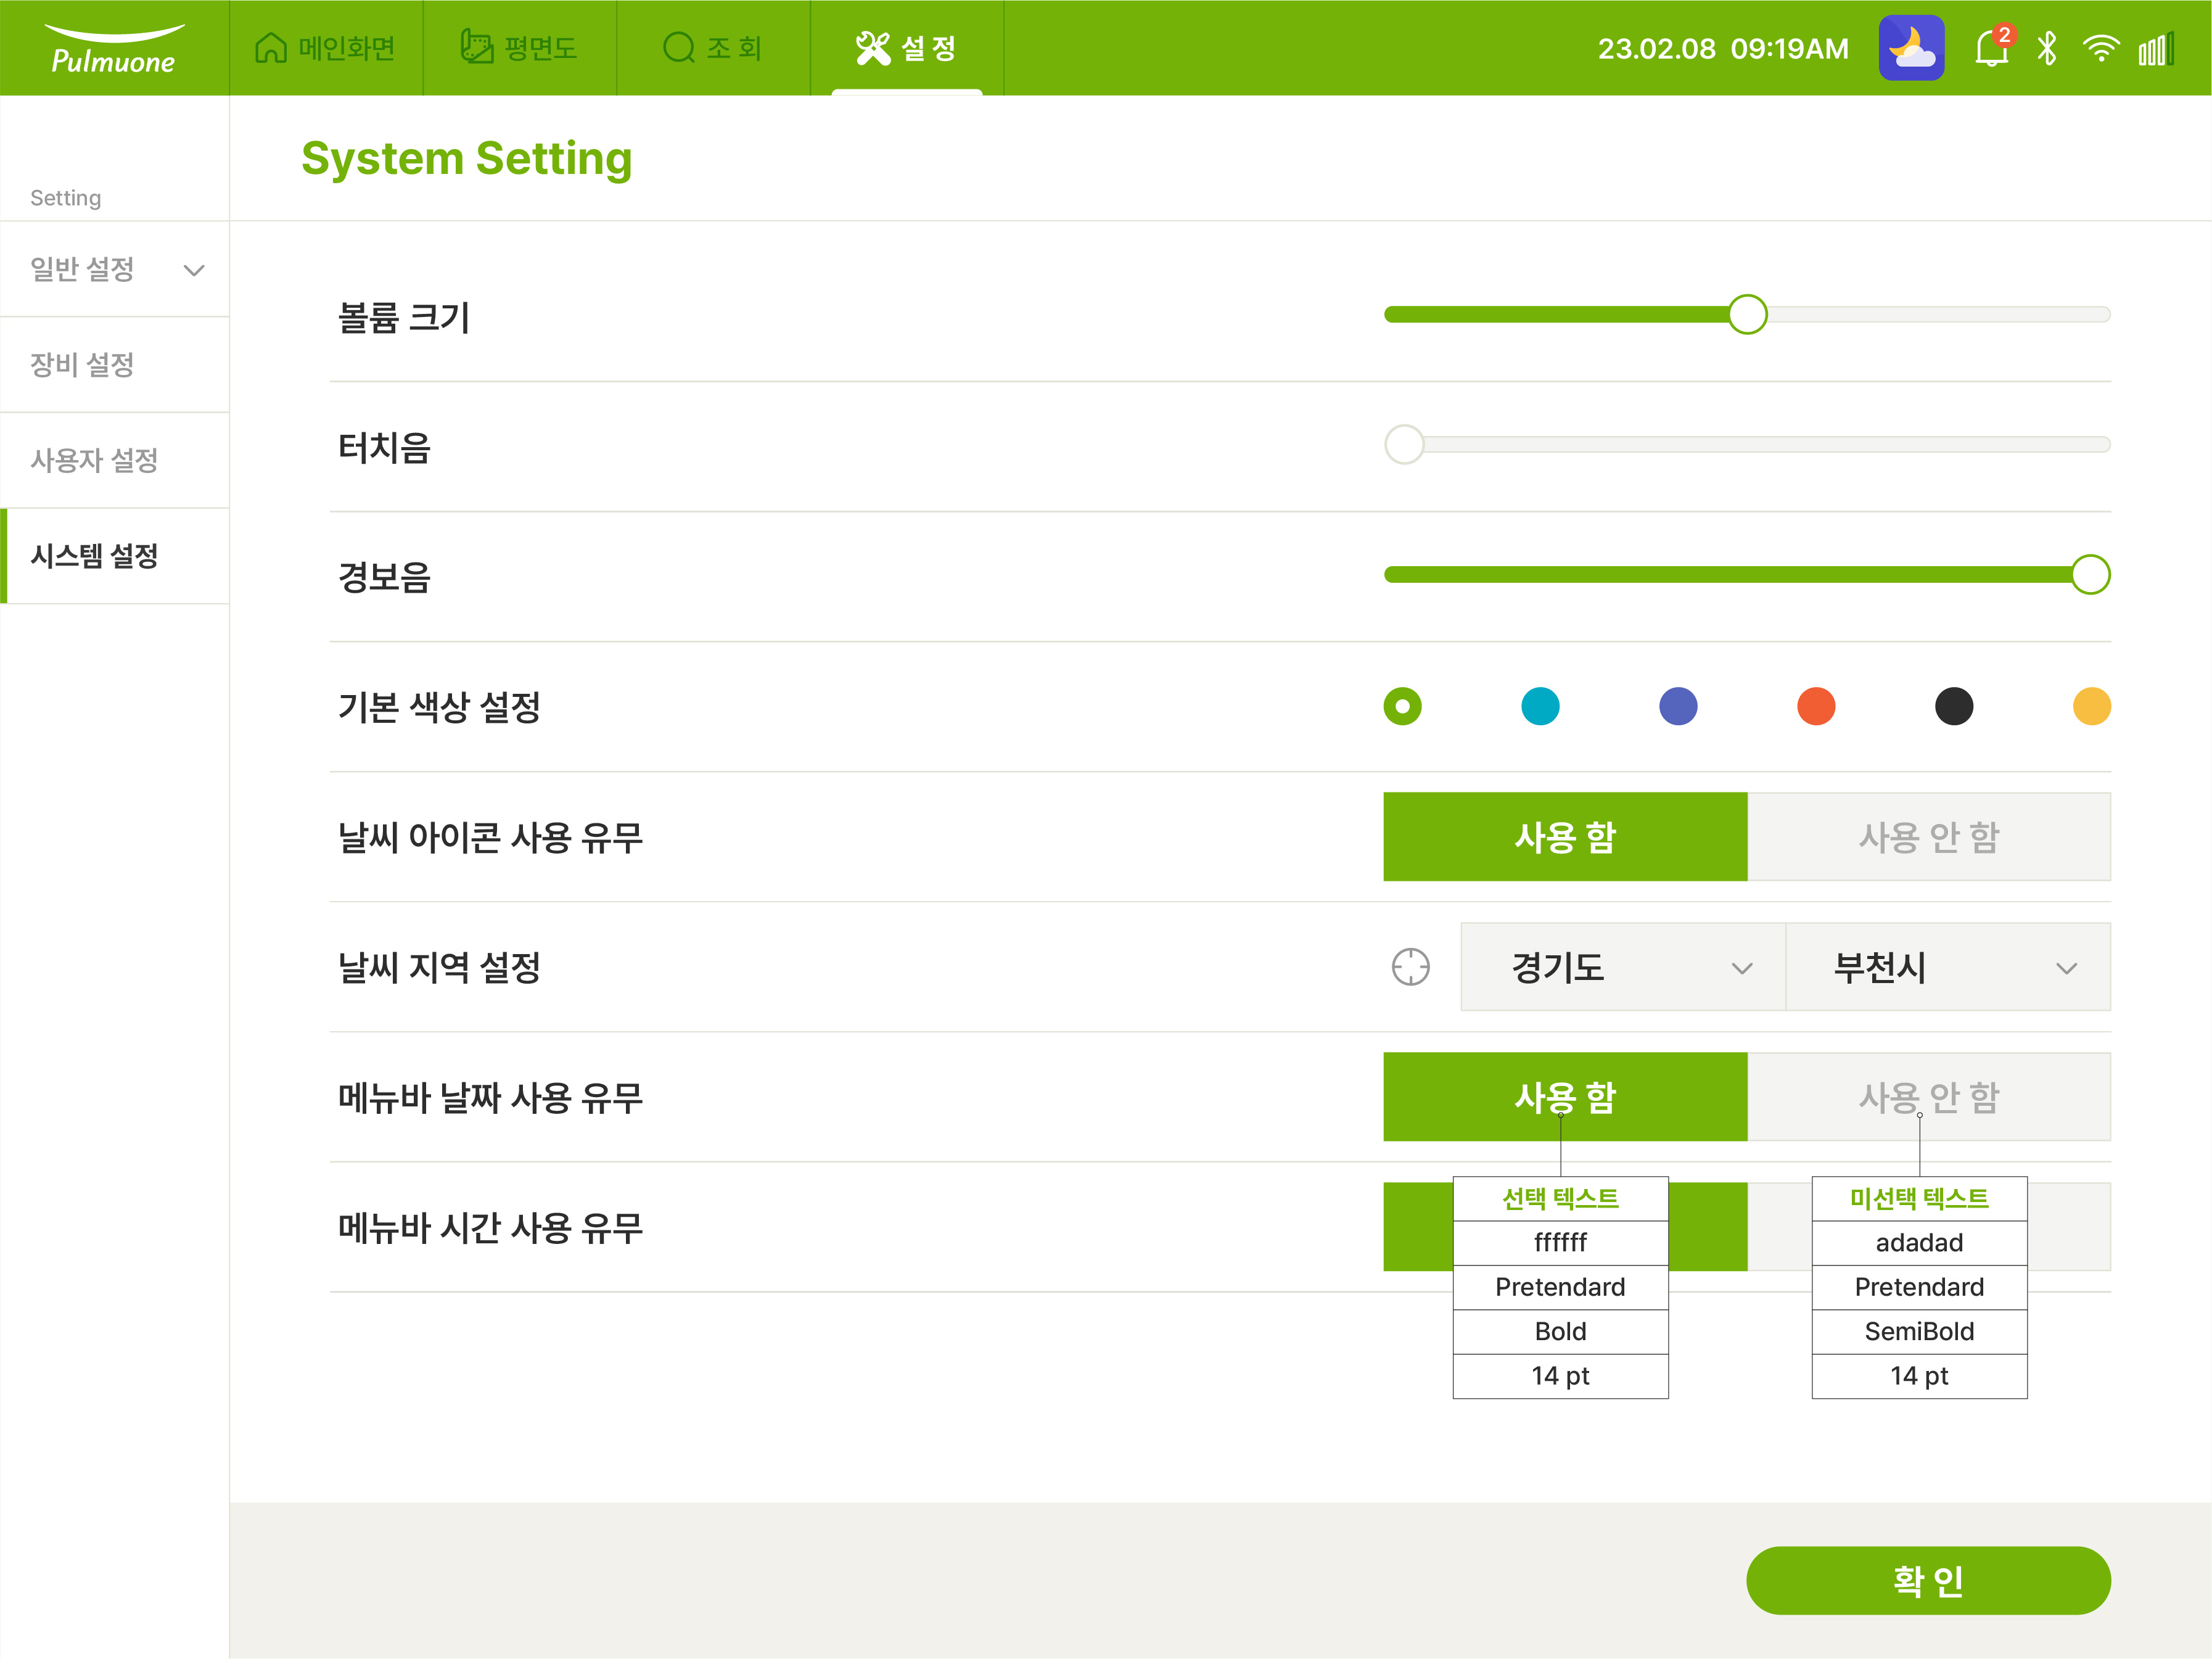 Pulmuone
메인화면
평면도
조 회
설 정
23.02.08 09:19AM
2
System Setting
Setting
일반 설정
장비 설정
사용자 설정
시스템 설정
볼륨 크기
터치음
경보음
기본 색상 설정
날씨 아이콘 사용 유무
사용 함
사용 안 함
날씨 지역 설정
경기도
부천시
메뉴바 날짜 사용 유무
사용 함
사용 안 함
메뉴바 시간 사용 유무
선택 텍스트
ffffff
Pretendard
Bold
14 pt
미선택 텍스트
adadad
Pretendard
SemiBold
14 pt
확 인